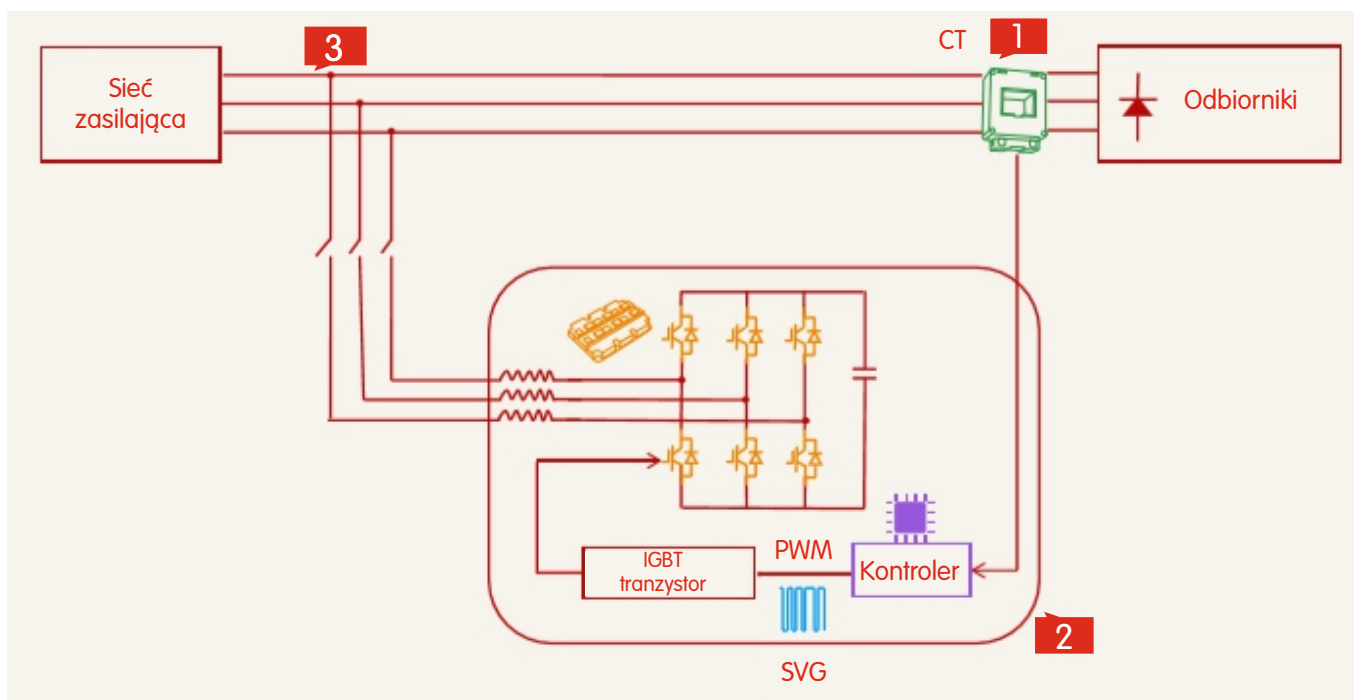 3
CT
1
Sieć
zasilająca
Odbiorniki
IGBT
tranzystor
PWM
Kontroler
2
SVG